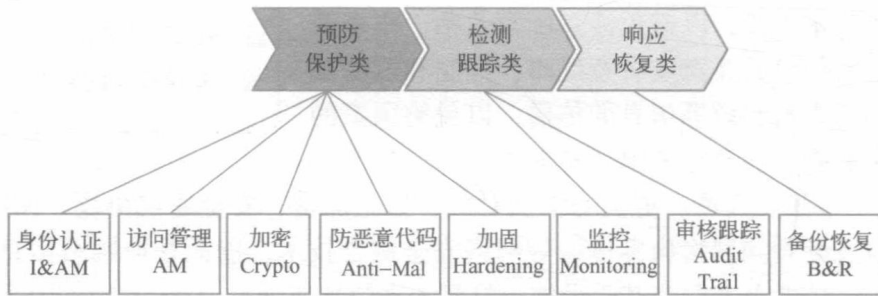 预防
保护类
检测
跟踪类
响应
恢复类
身份认证
I&AM
访问管理
AM
加密
Crypto
防恶意代码
Anti-Mal
加固
Hardening
监控
Monitoring
审核跟踪
Audit
Trail
备份恢复
B&R